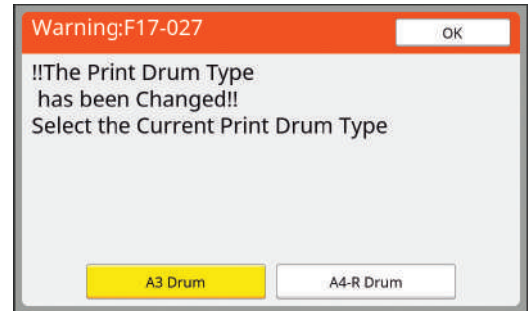 Warning:F17-027
OK
!!The Print Drum Type
has been Changed!!
Select the Current Print Drum Type
A3 Drum
A4-R Drum